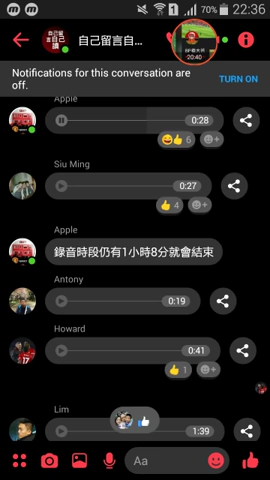 70% 22:36
自己留言自...
20:40
Notifications for this conversation are
off.
TURN ON
Apple
0:28
6
Siu Ming
0:27
4
Apple
錄音時段仍有1小時8分就會結束
Antony
0:19
Howard
0:41
1
Lim
1:39
Aa